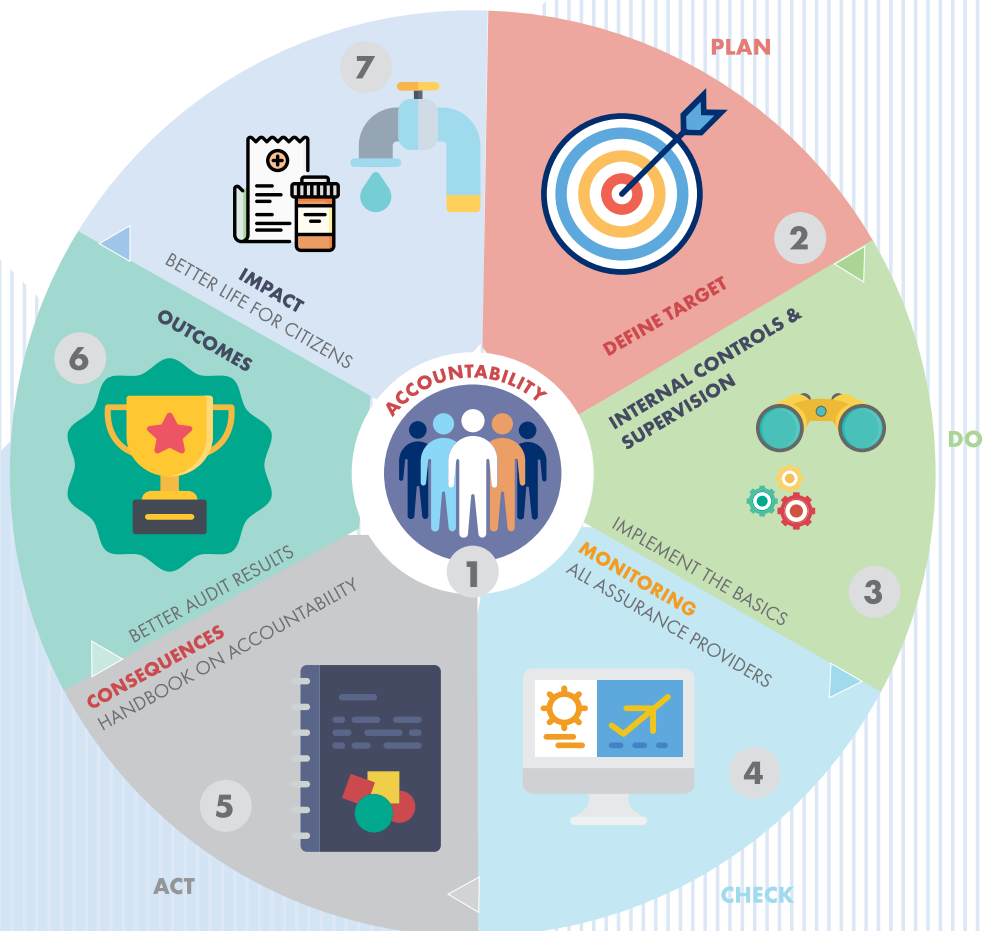 PLAN
7
2
DEFINE TARGET
IMPACT
BETTER LIFE FOR CITIZENS
INTERNAL CONTROLS &
SUPERVISION
OUTCOMES
6
ACCOUNTABILITY
DO
1
IMPLEMENT THE BASICS
3
BETTER AUDIT RESULTS
MONITORING
ALL ASSURANCE PROVIDERS
CONSEQUENCES
HANDBOOK ON ACCOUNTABILITY
4
5
ACT
CHECK